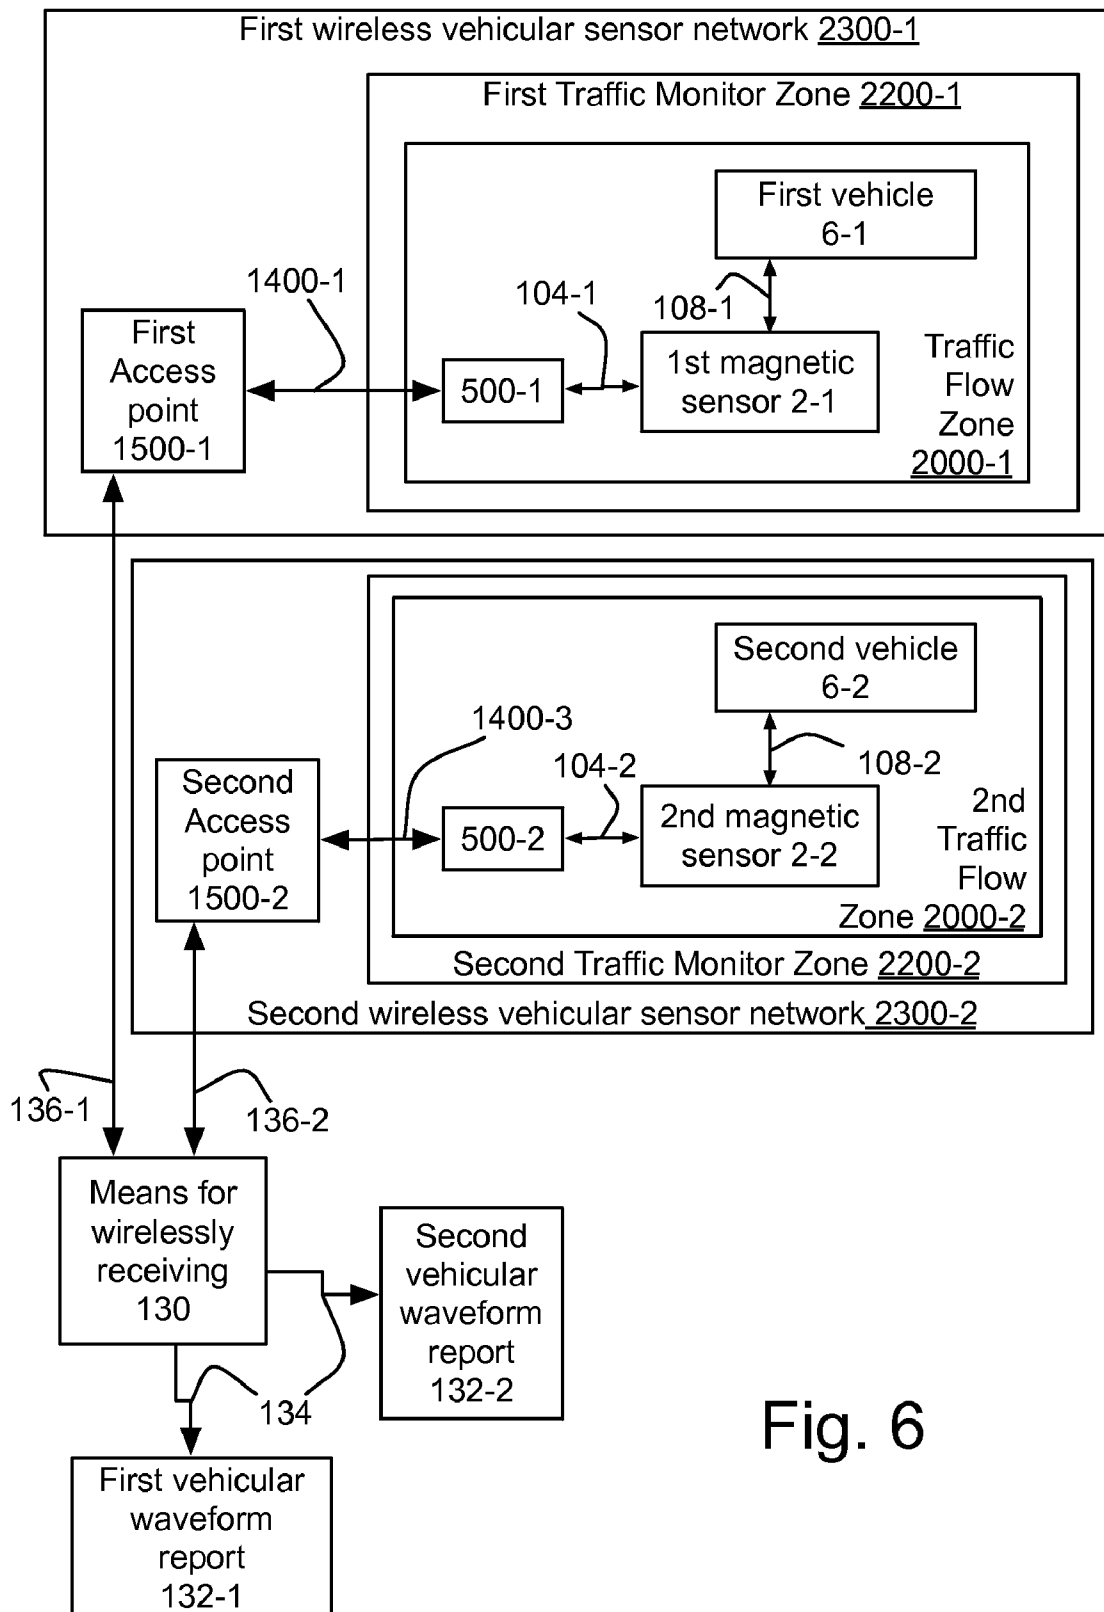 First wireless vehicular sensor network 2300-1
First Traffic Monitor Zone 2200-1
First vehicle
6-1
1400-1
104-1
108-1
First
Access
point
1500-1
500-1
1st magnetic
sensor 2-1
Traffic
Flow
Zone
2000-1
Second vehicle
6-2
1400-3
104-2
108-2
Second
Access
point
1500-2
500-2
2nd magnetic
sensor 2-2
2nd
Traffic
Flow
Zone 2000-2
Second Traffic Monitor Zone 2200-2
Second wireless vehicular sensor network 2300-2
136-1
136-2
Means for
wirelessly
receiving
130
Second
vehicular
waveform
report
132-2
134
First vehicular
waveform
report
132-1
Fig. 6